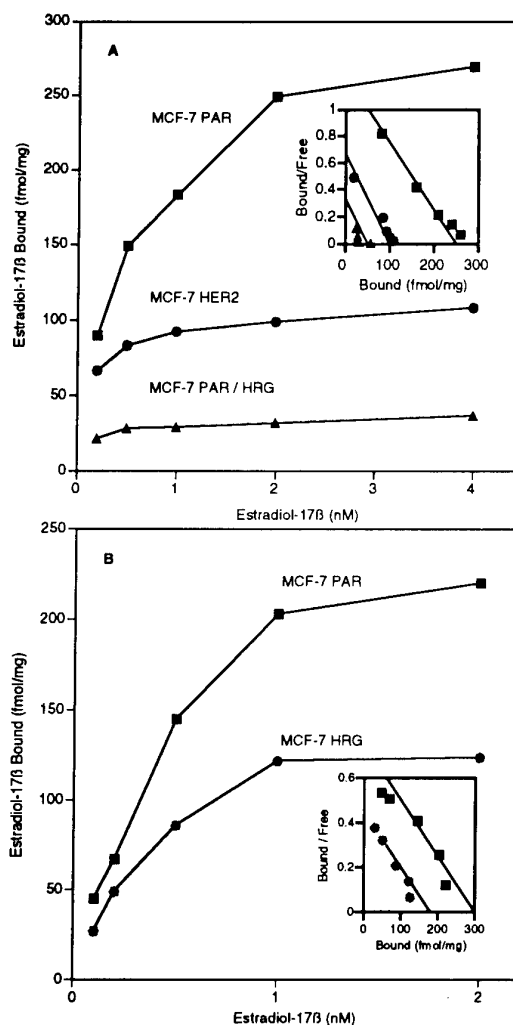 A
300
250
200
150
100
50
0
Estradiol-17ß Bound (fmol/mg)
MCF-7 PAR
MCF-7 HER2
MCF-7 PAR / HRG
1
0.8
0.6
0.4
0.2
0
Bound/Free
0 100 200 300
Bound (fmol/mg)
0 1 2 3 4
Estradiol-17ß (nM)
B
250
200
150
100
50
0
Estradiol-17ß Bound (fmol/mg)
MCF-7 PAR
MCF-7 HRG
0.6
0.4
0.2
0
Bound / Free
0 100 200 300
Bound (fmol/mg)
0 1 2
Estradiol-17ß (nM)